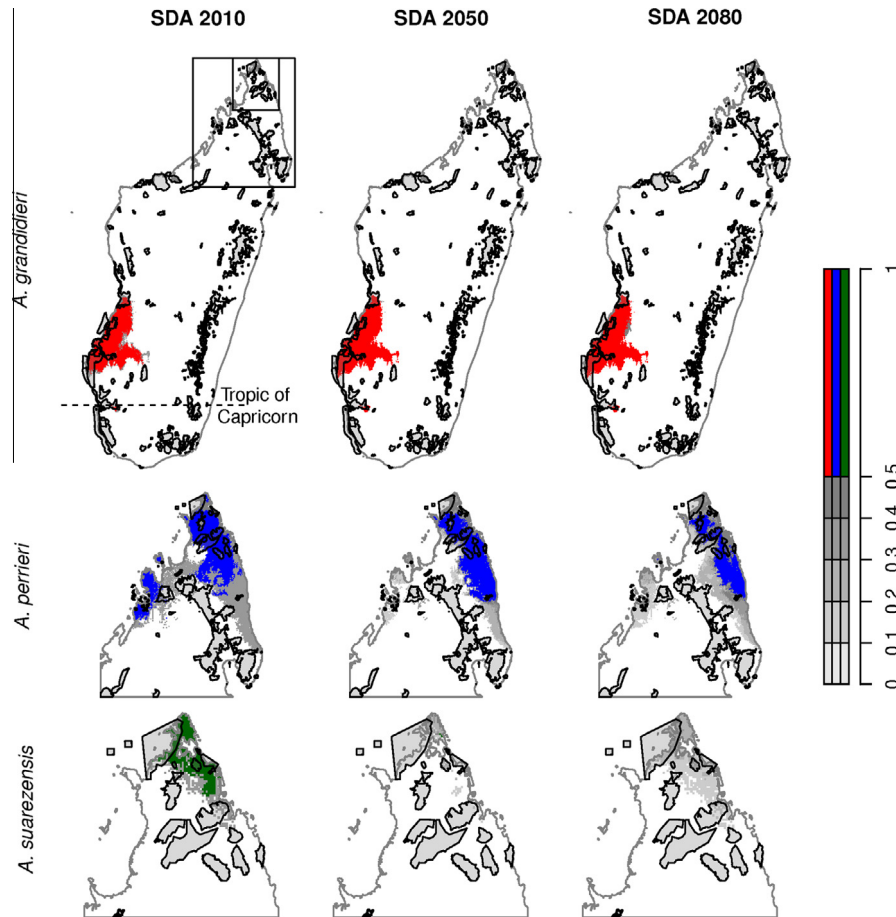 SDA 2010
SDA 2050
SDA 2080
A. grandidieri
Tropic of
Capricorn
A. perrieri
A. suarezensis
0 0.1 0.2 0.3 0.4 0.5 1